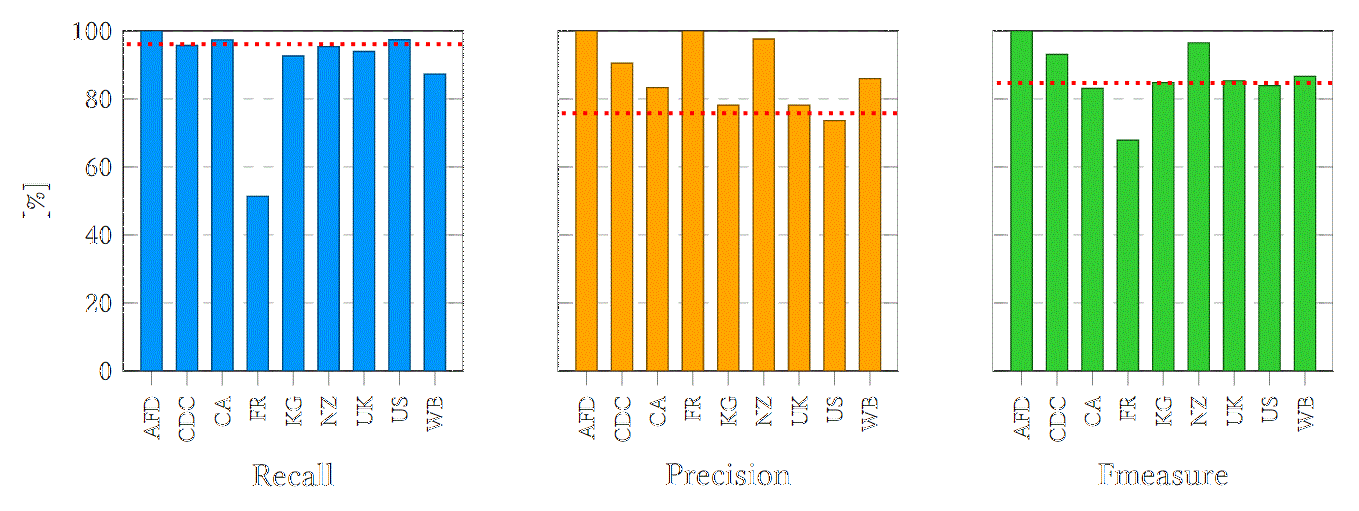 100
80
60
40
20
0
[%]
AFD CDC CA FR KG NZ UK US WB
Recall
AFD CDC CA FR KG NZ UK US WB
Precision
AFD CDC CA FR KG NZ UK US WB
Fmeasure